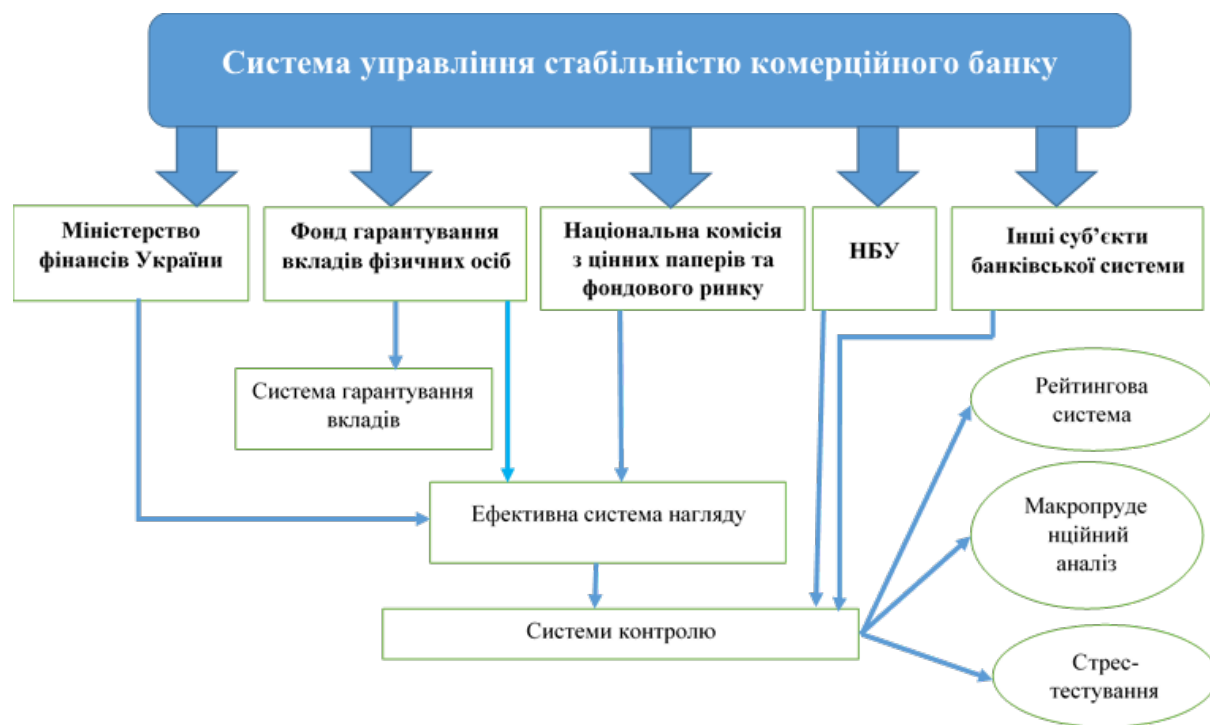 Система управління стабільністю комерційного банку
Міністерство
фінансів України
Фонд гарантування
вкладів фізичних осіб
Національна комісія
з цінних паперів та
фондового ринку
НБУ
Інші суб’єкти
банківської системи
Система гарантування
вкладів
Рейтингова
система
Ефективна система нагляду
Макропруде
нційний
аналіз
Системи контролю
Стрес-
тестування